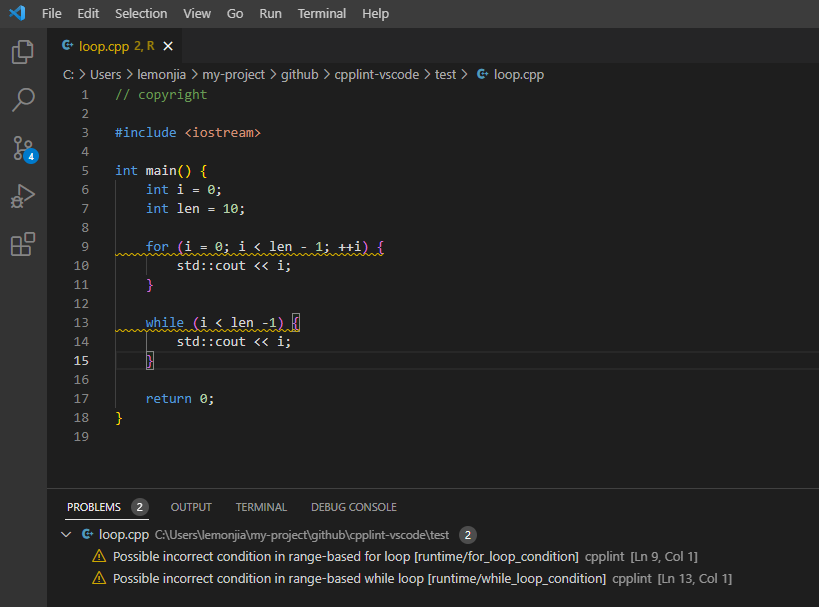 File Edit Selection View Go Run Terminal Help
loop.cpp 2, R
C: > Users > lemonjia > my-project > github > cpplint-vscode > test > loop.cpp
4
1 // copyright
2
3 #include <iostream>
4
5 int main() {
6 int i = 0;
7 int len = 10;
8
9 for (i = 0; i < len - 1; ++i) {
10 std::cout << i;
11 }
12
13 while (i < len -1) {
14 std::cout << i;
15 }
16
17 return 0;
18 }
19
PROBLEMS 2 OUTPUT TERMINAL DEBUG CONSOLE
loop.cpp C:\Users\lemonjia\my-project\github\cpplint-vscode\test 2
Possible incorrect condition in range-based for loop [runtime/for_loop_condition] cpplint [Ln 9, Col 1]
Possible incorrect condition in range-based while loop [runtime/while_loop_condition] cpplint [Ln 13, Col 1]